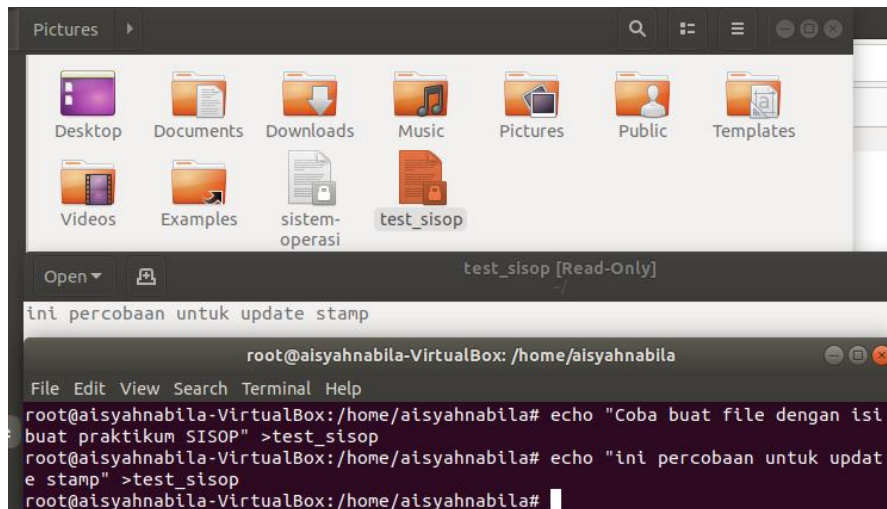 Pictures
Desktop Documents Downloads Music Pictures Public Templates
Videos Examples sistem-operasi test_sisop
Open test_sisop [Read-Only]
~/
ini percobaan untuk update stamp
root@aisyahnabila-VirtualBox: /home/aisyahnabila
File Edit View Search Terminal Help
root@aisyahnabila-VirtualBox:/home/aisyahnabila# echo "Coba buat file dengan isi
buat praktikum SISOP" >test_sisop
root@aisyahnabila-VirtualBox:/home/aisyahnabila# echo "ini percobaan untuk updat
e stamp" >test_sisop
root@aisyahnabila-VirtualBox:/home/aisyahnabila#